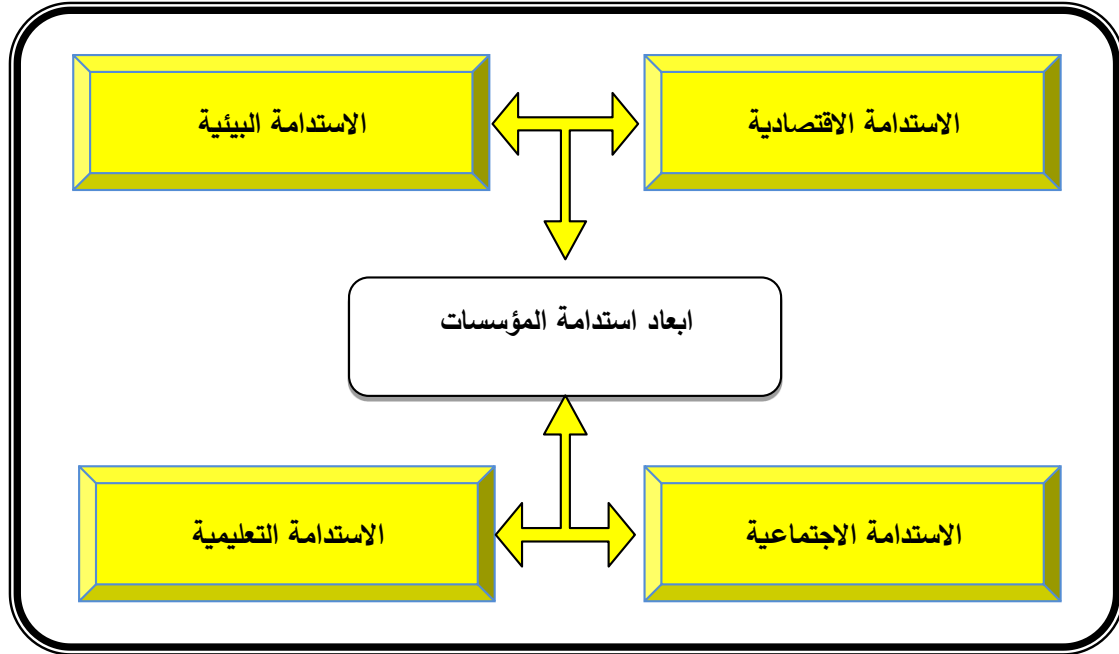 الاستدامة الاقتصادية
الاستدامة البيئية
ابعاد استدامة المؤسسات
الاستدامة الاجتماعية
الاستدامة التعليمية